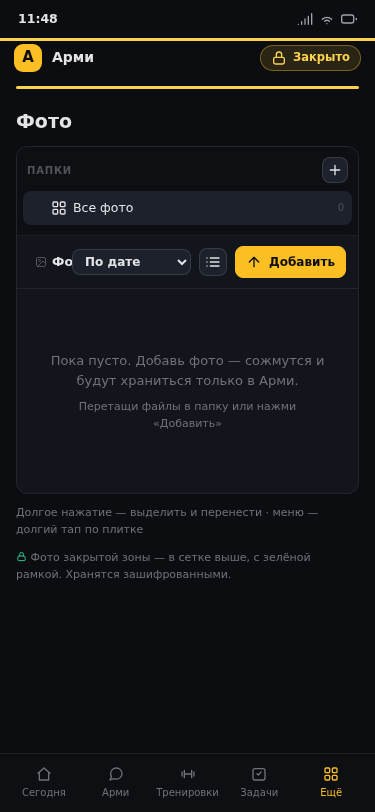 11:48
А Арми Закрыто
Фото
ПАПКИ
Все фото 0
Фо По дате Добавить
Пока пусто. Добавь фото — сожмутся и
будут храниться только в Арми.
Перетащи файлы в папку или нажми
«Добавить»
Долгое нажатие — выделить и перенести · меню —
долгий тап по плитке
Фото закрытой зоны — в сетке выше, с зелёной
рамкой. Хранятся зашифрованными.
Сегодня Арми Тренировки Задачи Ещё